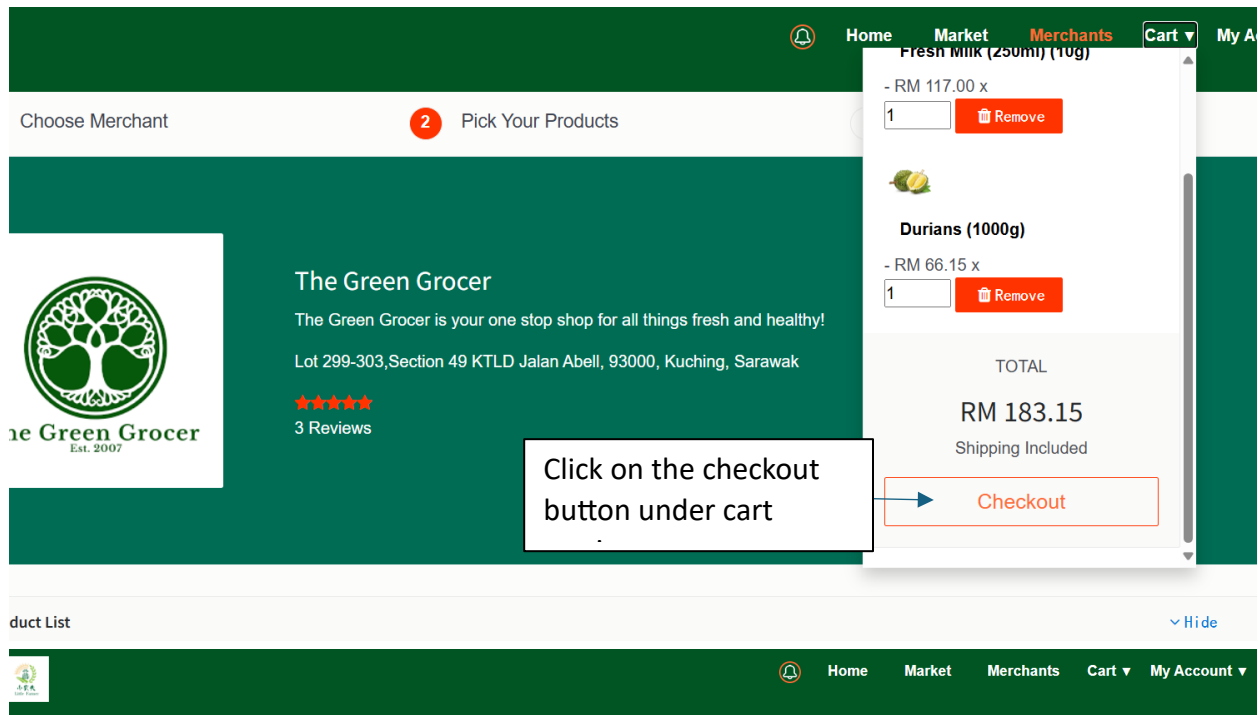 Home Market Merchants Cart ▼ My A
Fresh Milk (250ml) (10g)
- RM 117.00 x
1 Remove
Choose Merchant
2 Pick Your Products
Durians (1000g)
- RM 66.15 x
1 Remove
The Green Grocer
The Green Grocer is your one stop shop for all things fresh and healthy!
Lot 299-303,Section 49 KTLD Jalan Abell, 93000, Kuching, Sarawak
3 Reviews
he Green Grocer
Est. 2007
TOTAL
RM 183.15
Shipping Included
Checkout
Click on the checkout
button under cart
duct List
Hide
Home Market Merchants Cart ▼ My Account ▼